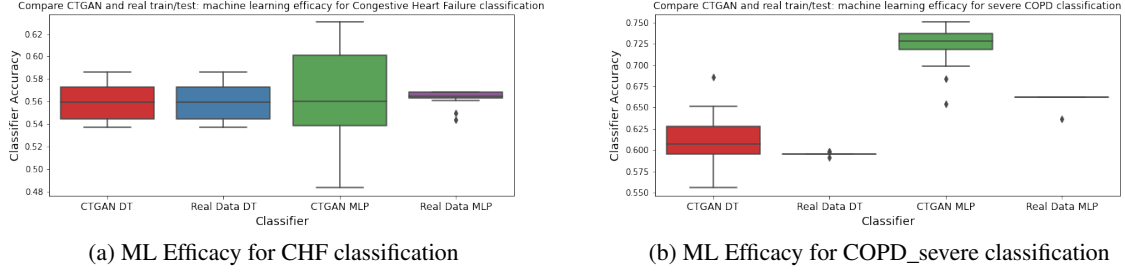 Compare CTGAN and real train/test: machine learning efficacy for Congestive Heart Failure classification
Classifier Accuracy
0.62
0.60
0.58
0.56
0.54
0.52
0.50
0.48
CTGAN DT
Real Data DT
CTGAN MLP
Real Data MLP
Classifier
(a) ML Efficacy for CHF classification
Compare CTGAN and real train/test: machine learning efficacy for severe COPD classification
Classifier Accuracy
0.750
0.725
0.700
0.675
0.650
0.625
0.600
0.575
0.550
CTGAN DT
Real Data DT
CTGAN MLP
Real Data MLP
Classifier
(b) ML Efficacy for COPD_severe classification